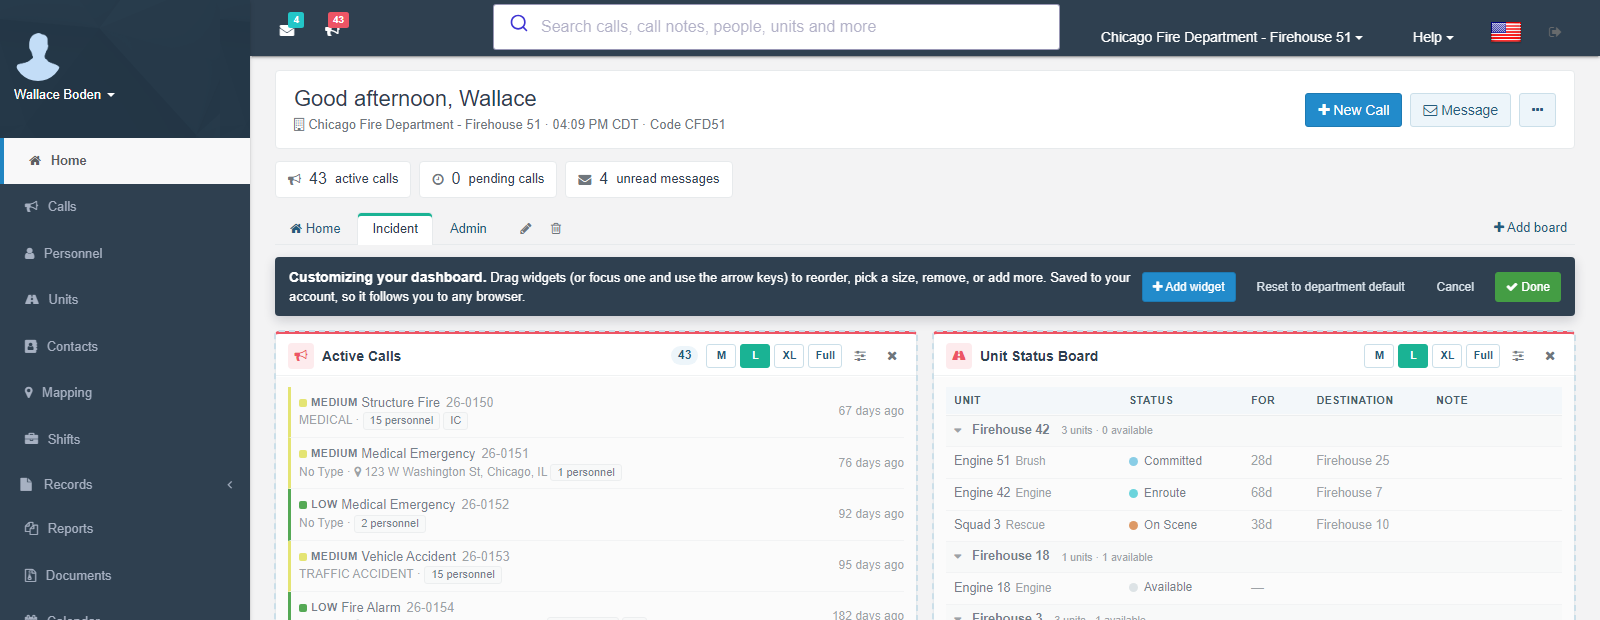 4
43
Search calls, call notes, people, units and more
Chicago Fire Department - Firehouse 51
Help
Wallace Boden
Home
Calls
Personnel
Units
Contacts
Mapping
Shifts
Records
Reports
Documents
Calendar
Good afternoon, Wallace
Chicago Fire Department - Firehouse 51 · 04:09 PM CDT · Code CFD51
New Call
Message
43 active calls
0 pending calls
4 unread messages
Home
Incident
Admin
Add board
Customizing your dashboard. Drag widgets (or focus one and use the arrow keys) to reorder, pick a size, remove, or add more. Saved to your
account, so it follows you to any browser.
Add widget
Reset to department default
Cancel
Done
Active Calls
43
M
L
XL
Full
MEDIUM Structure Fire 26-0150
MEDICAL · 15 personnel IC
67 days ago
MEDIUM Medical Emergency 26-0151
No Type · 123 W Washington St, Chicago, IL 1 personnel
76 days ago
LOW Medical Emergency 26-0152
No Type · 2 personnel
92 days ago
MEDIUM Vehicle Accident 26-0153
TRAFFIC ACCIDENT · 15 personnel
95 days ago
LOW Fire Alarm 26-0154
182 days ago
Unit Status Board
M
L
XL
Full
UNIT STATUS FOR DESTINATION NOTE
Firehouse 42 3 units · 0 available
Engine 51 Brush Committed 28d Firehouse 25
Engine 42 Engine Enroute 68d Firehouse 7
Squad 3 Rescue On Scene 38d Firehouse 10
Firehouse 18 1 units · 1 available
Engine 18 Engine Available —
Firehouse 3 3 units · 1 available